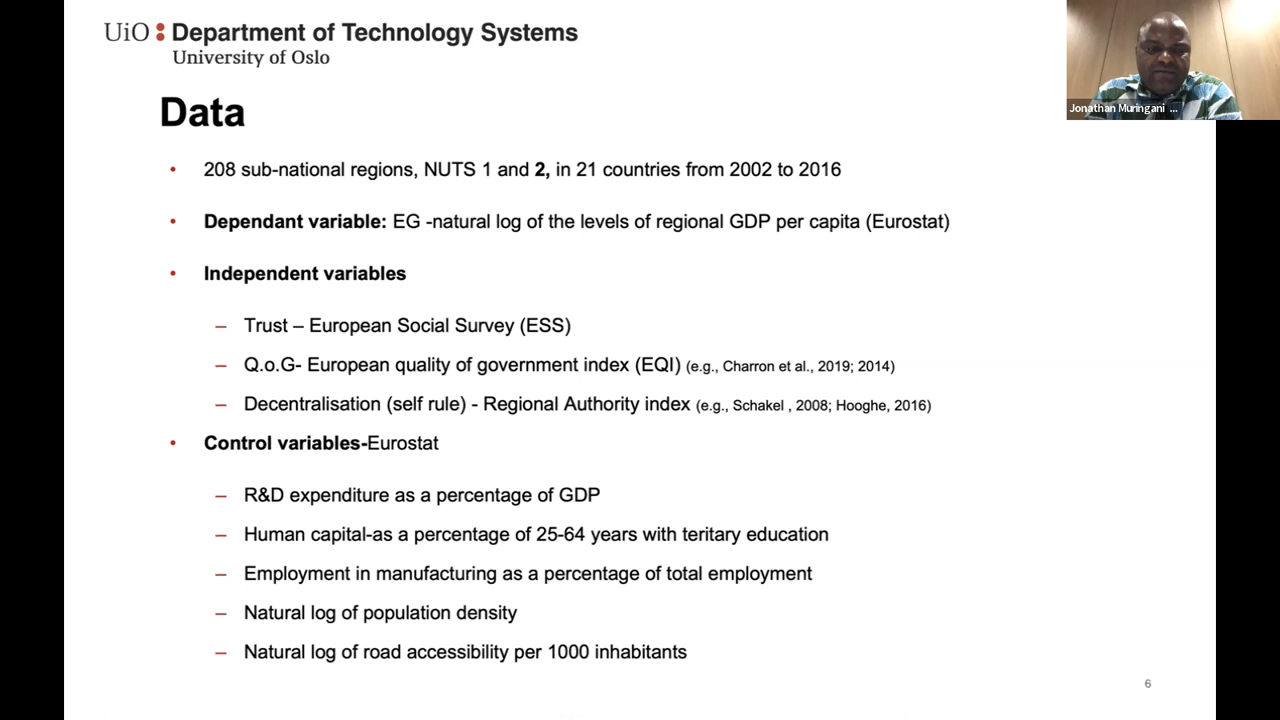 UiO : Department of Technology Systems
University of Oslo
Jonathan Muringani ...
Data
• 208 sub-national regions, NUTS 1 and 2, in 21 countries from 2002 to 2016
• Dependant variable: EG -natural log of the levels of regional GDP per capita (Eurostat)
• Independent variables
– Trust – European Social Survey (ESS)
– Q.o.G- European quality of government index (EQI) (e.g., Charron et al., 2019; 2014)
– Decentralisation (self rule) - Regional Authority index (e.g., Schakel , 2008; Hooghe, 2016)
• Control variables-Eurostat
– R&D expenditure as a percentage of GDP
– Human capital-as a percentage of 25-64 years with teritary education
– Employment in manufacturing as a percentage of total employment
– Natural log of population density
– Natural log of road accessibility per 1000 inhabitants
6